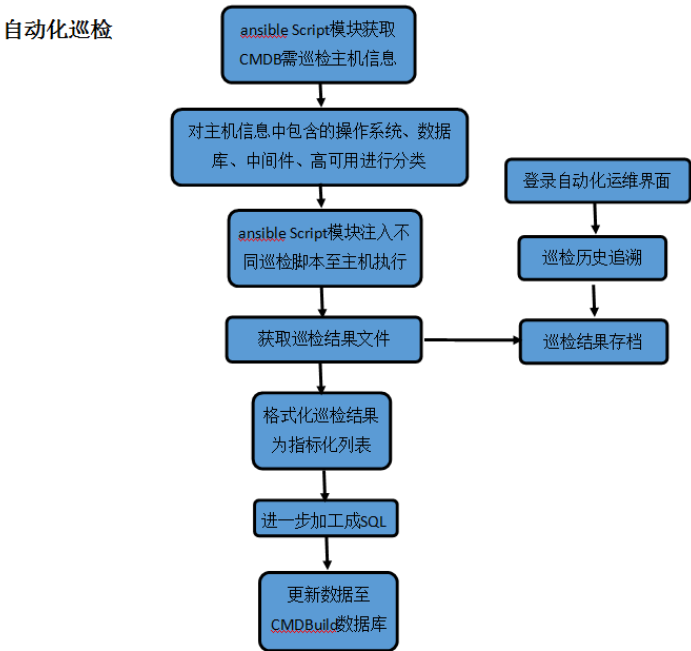 自动化巡检
ansible Script模块获取
CMDB需巡检主机信息
对主机信息中包含的操作系统、数据
库、中间件、高可用进行分类
ansible Script模块注入不
同巡检脚本至主机执行
获取巡检结果文件
格式化巡检结果
为指标化列表
进一步加工成SQL
更新数据至
CMDBuild数据库
登录自动化运维界面
巡检历史追溯
巡检结果存档